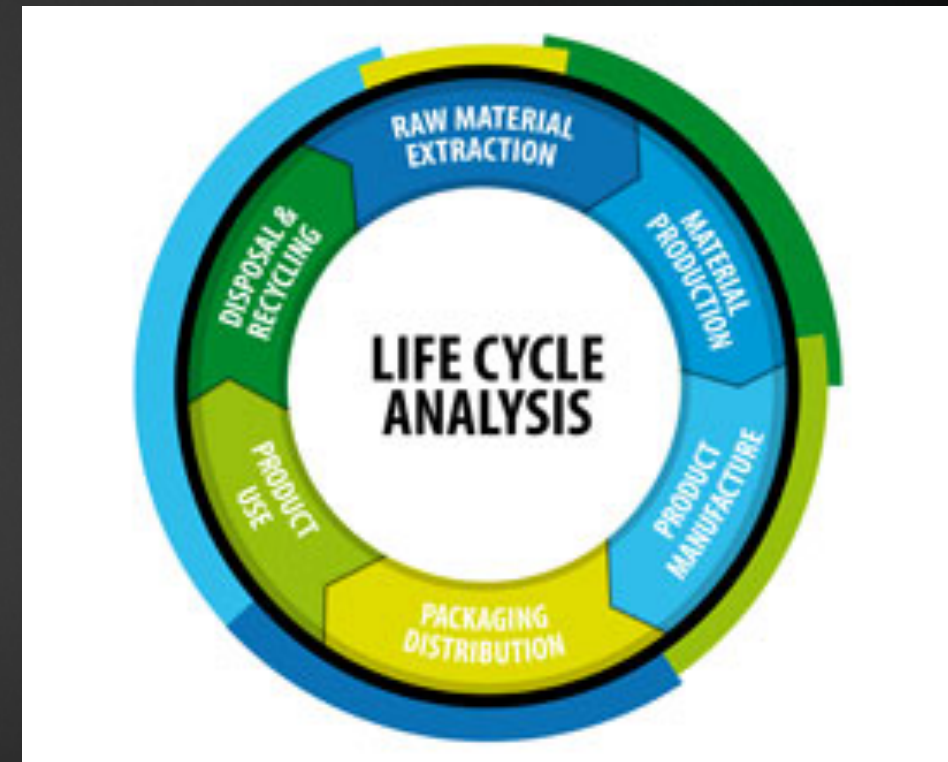 RAW MATERIAL
EXTRACTION
MATERIAL
PRODUCTION
PRODUCT
MANUFACTURE
PACKAGING
DISTRIBUTION
PRODUCT
USE
DISPOSAL &
RECYCLING
LIFE CYCLE
ANALYSIS